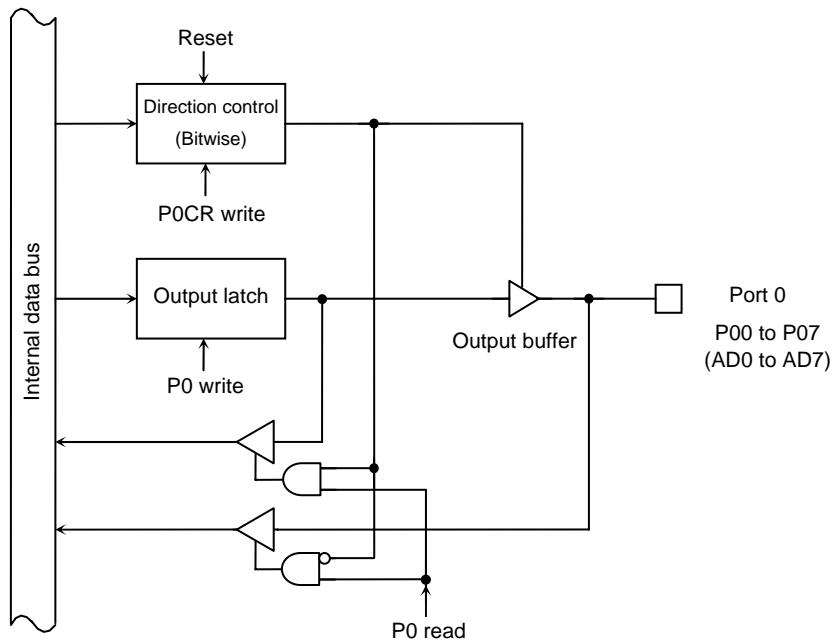 Reset
Direction control
(Bitwise)
P0CR write
Internal data bus
Output latch
P0 write
Output buffer
Port 0
P00 to P07
(AD0 to AD7)
P0 read